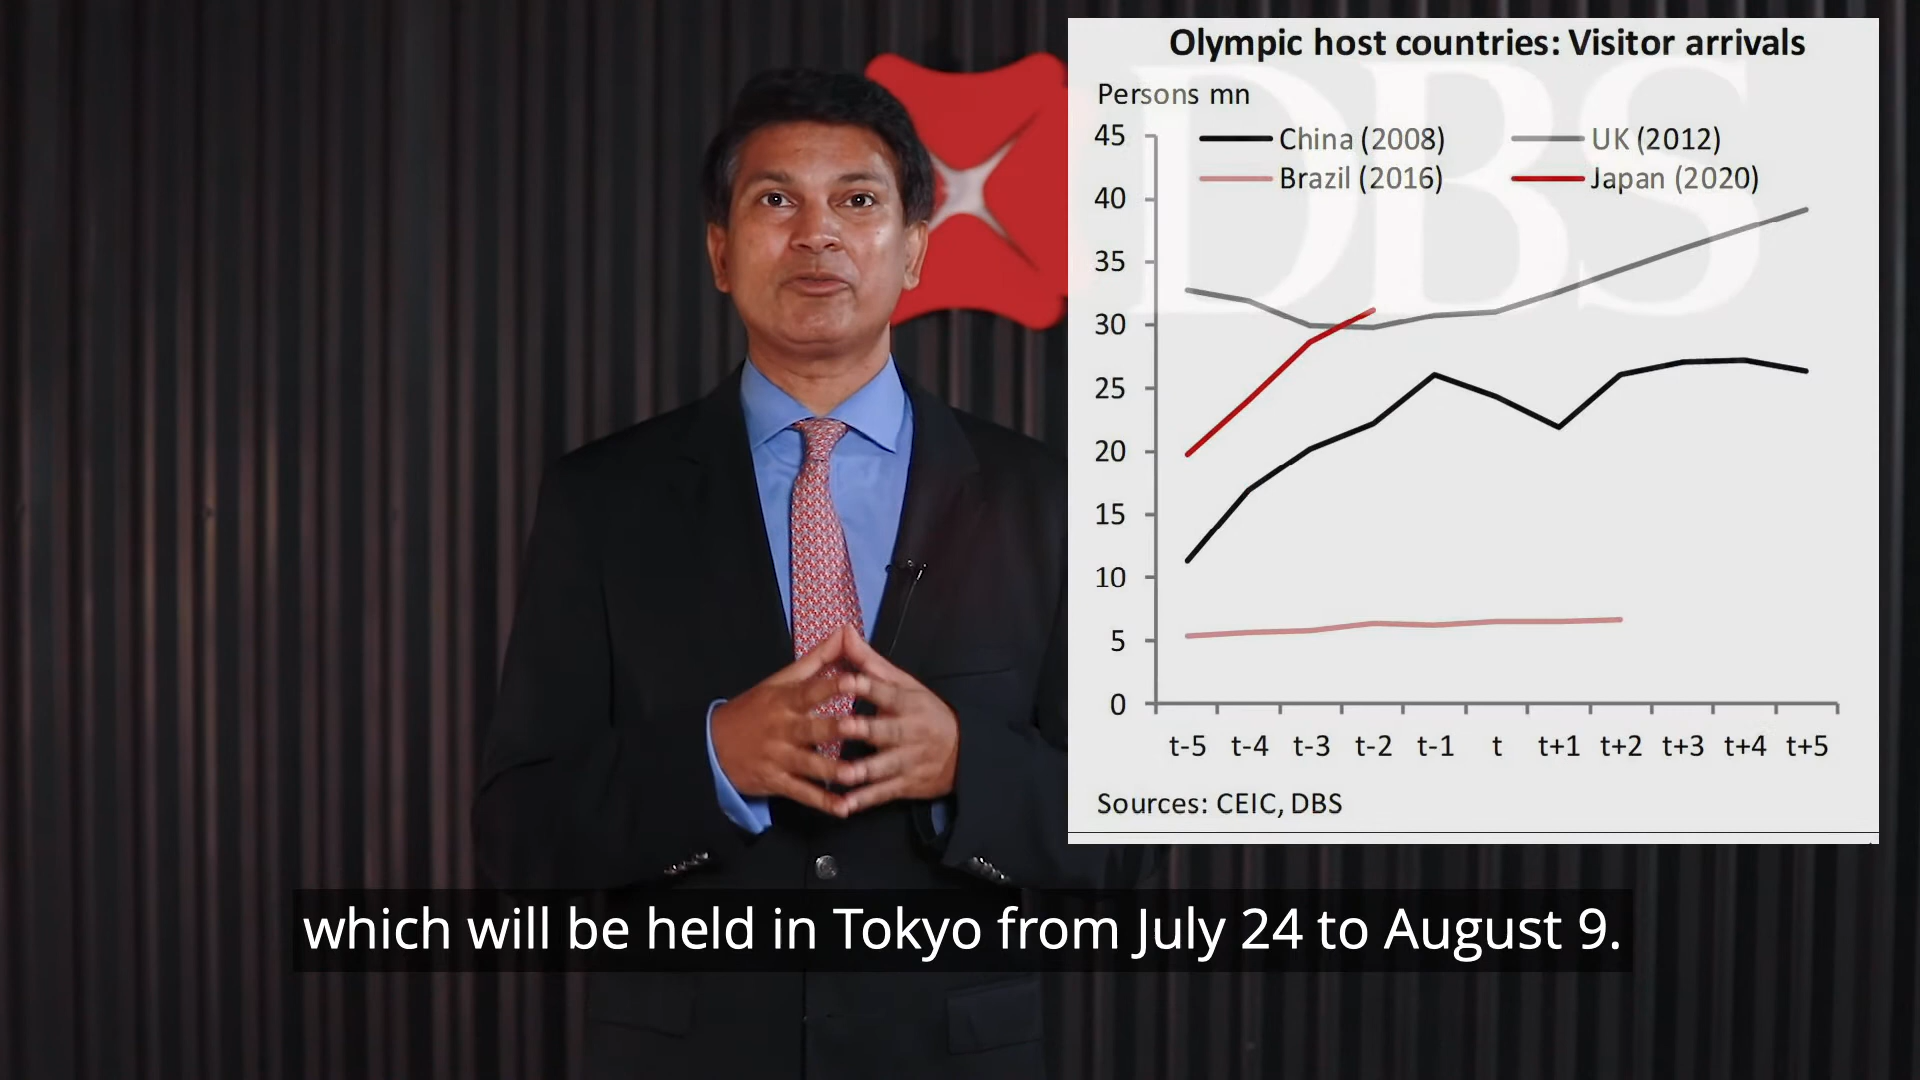 Olympic host countries: Visitor arrivals
DBS
Persons mn
China (2008) UK (2012)
Brazil (2016) Japan (2020)
45
40
35
30
25
20
15
10
5
0
t-5 t-4 t-3 t-2 t-1 t t+1 t+2 t+3 t+4 t+5
Sources: CEIC, DBS
which will be held in Tokyo from July 24 to August 9.